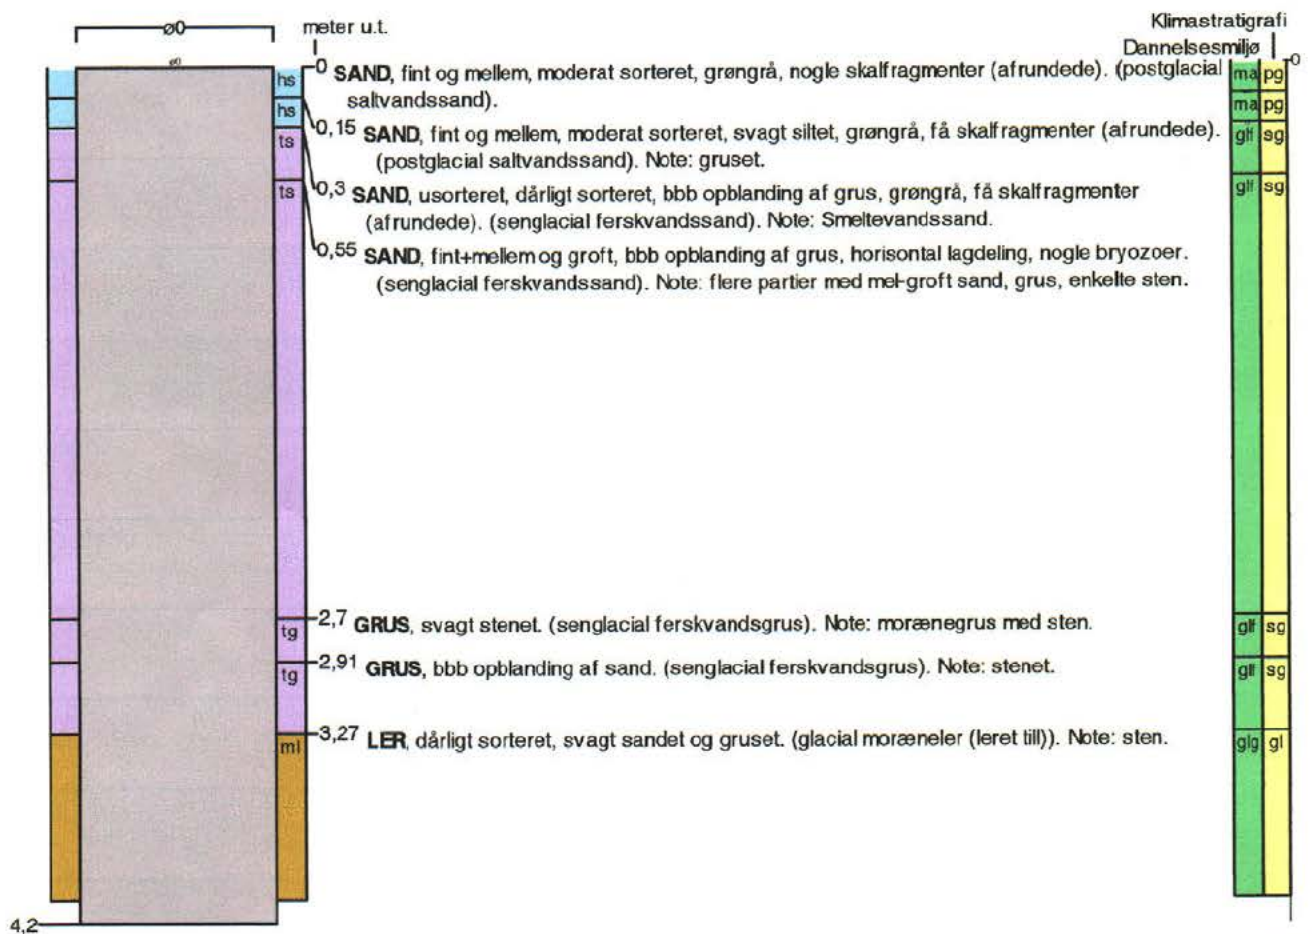 ø0
meter u.t.
Klimastratigrafi
Dannelsesmiljø
ø0
0
hs
0 SAND, fint og mellem, moderat sorteret, grøngrå, nogle skalfragmenter (afrundede). (postglacial
saltvandssand).
ma pg
hs
ma pg
0,15 SAND, fint og mellem, moderat sorteret, svagt siltet, grøngrå, få skalfragmenter (afrundede).
(postglacial saltvandssand). Note: gruset.
ts
glf sg
0,3 SAND, usorteret, dårligt sorteret, bbb opblanding af grus, grøngrå, få skalfragmenter
(afrundede). (senglacial ferskvandssand). Note: Smeltevandssand.
ts
glf sg
0,55 SAND, fint+mellem og groft, bbb opblanding af grus, horisontal lagdeling, nogle bryozoer.
(senglacial ferskvandssand). Note: flere partier med mel-groft sand, grus, enkelte sten.
tg
2,7 GRUS, svagt stenet. (senglacial ferskvandsgrus). Note: morænegrus med sten.
glf sg
tg
2,91 GRUS, bbb opblanding af sand. (senglacial ferskvandsgrus). Note: stenet.
glf sg
ml
3,27 LER, dårligt sorteret, svagt sandet og gruset. (glacial moræneler (leret till)). Note: sten.
glg gl
4,2